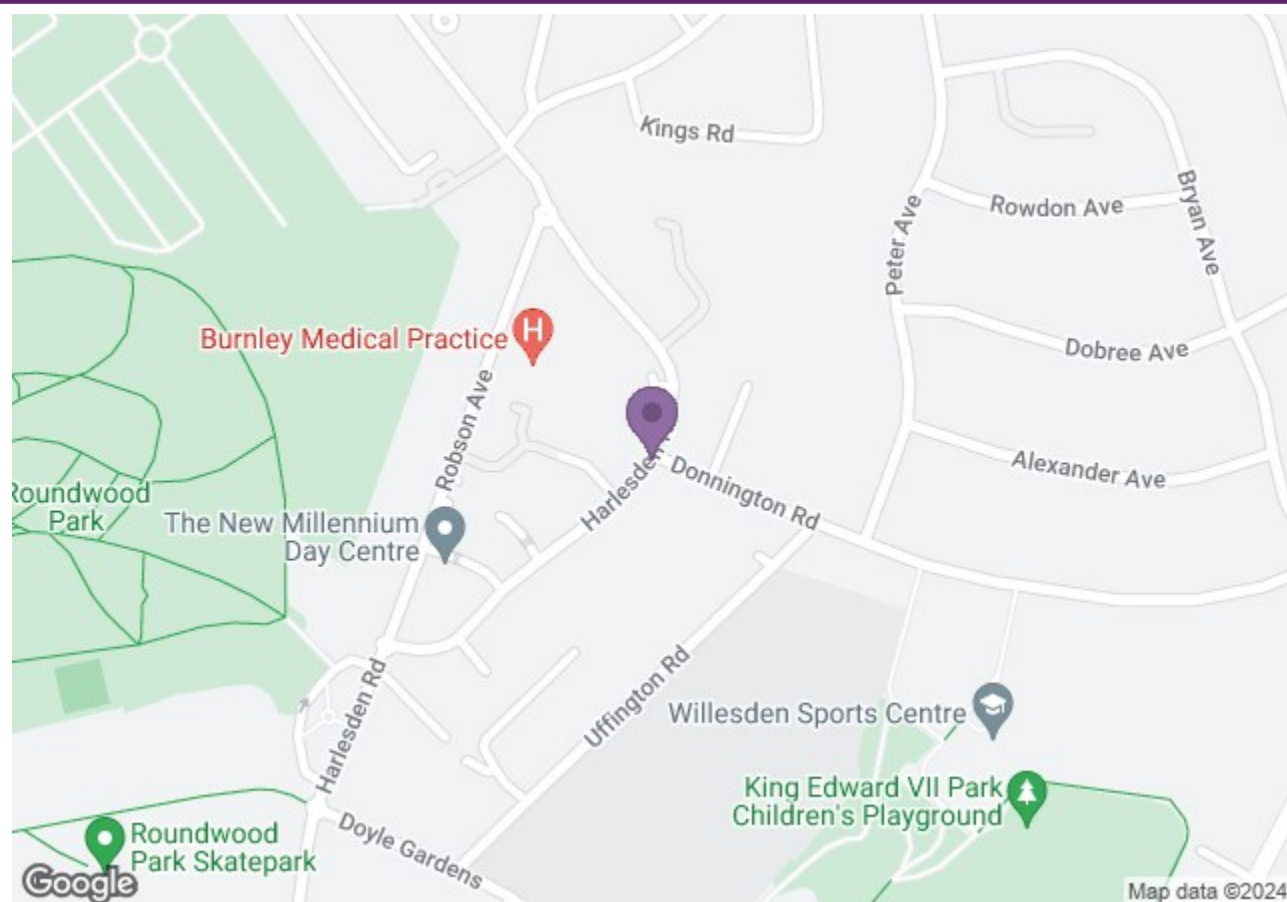 Kings Rd
Rowdon Ave
Bryan Ave
Peter Ave
Burnley Medical Practice
H
Dobree Ave
Robson Ave
Alexander Ave
Harlesden
Donnington Rd
Roundwood
Park
The New Millennium
Day Centre
Uffington Rd
Harlesden Rd
Willesden Sports Centre
King Edward VII Park
Children's Playground
Doyle Gardens
Roundwood
Park Skatepark
Google
Map data ©2024